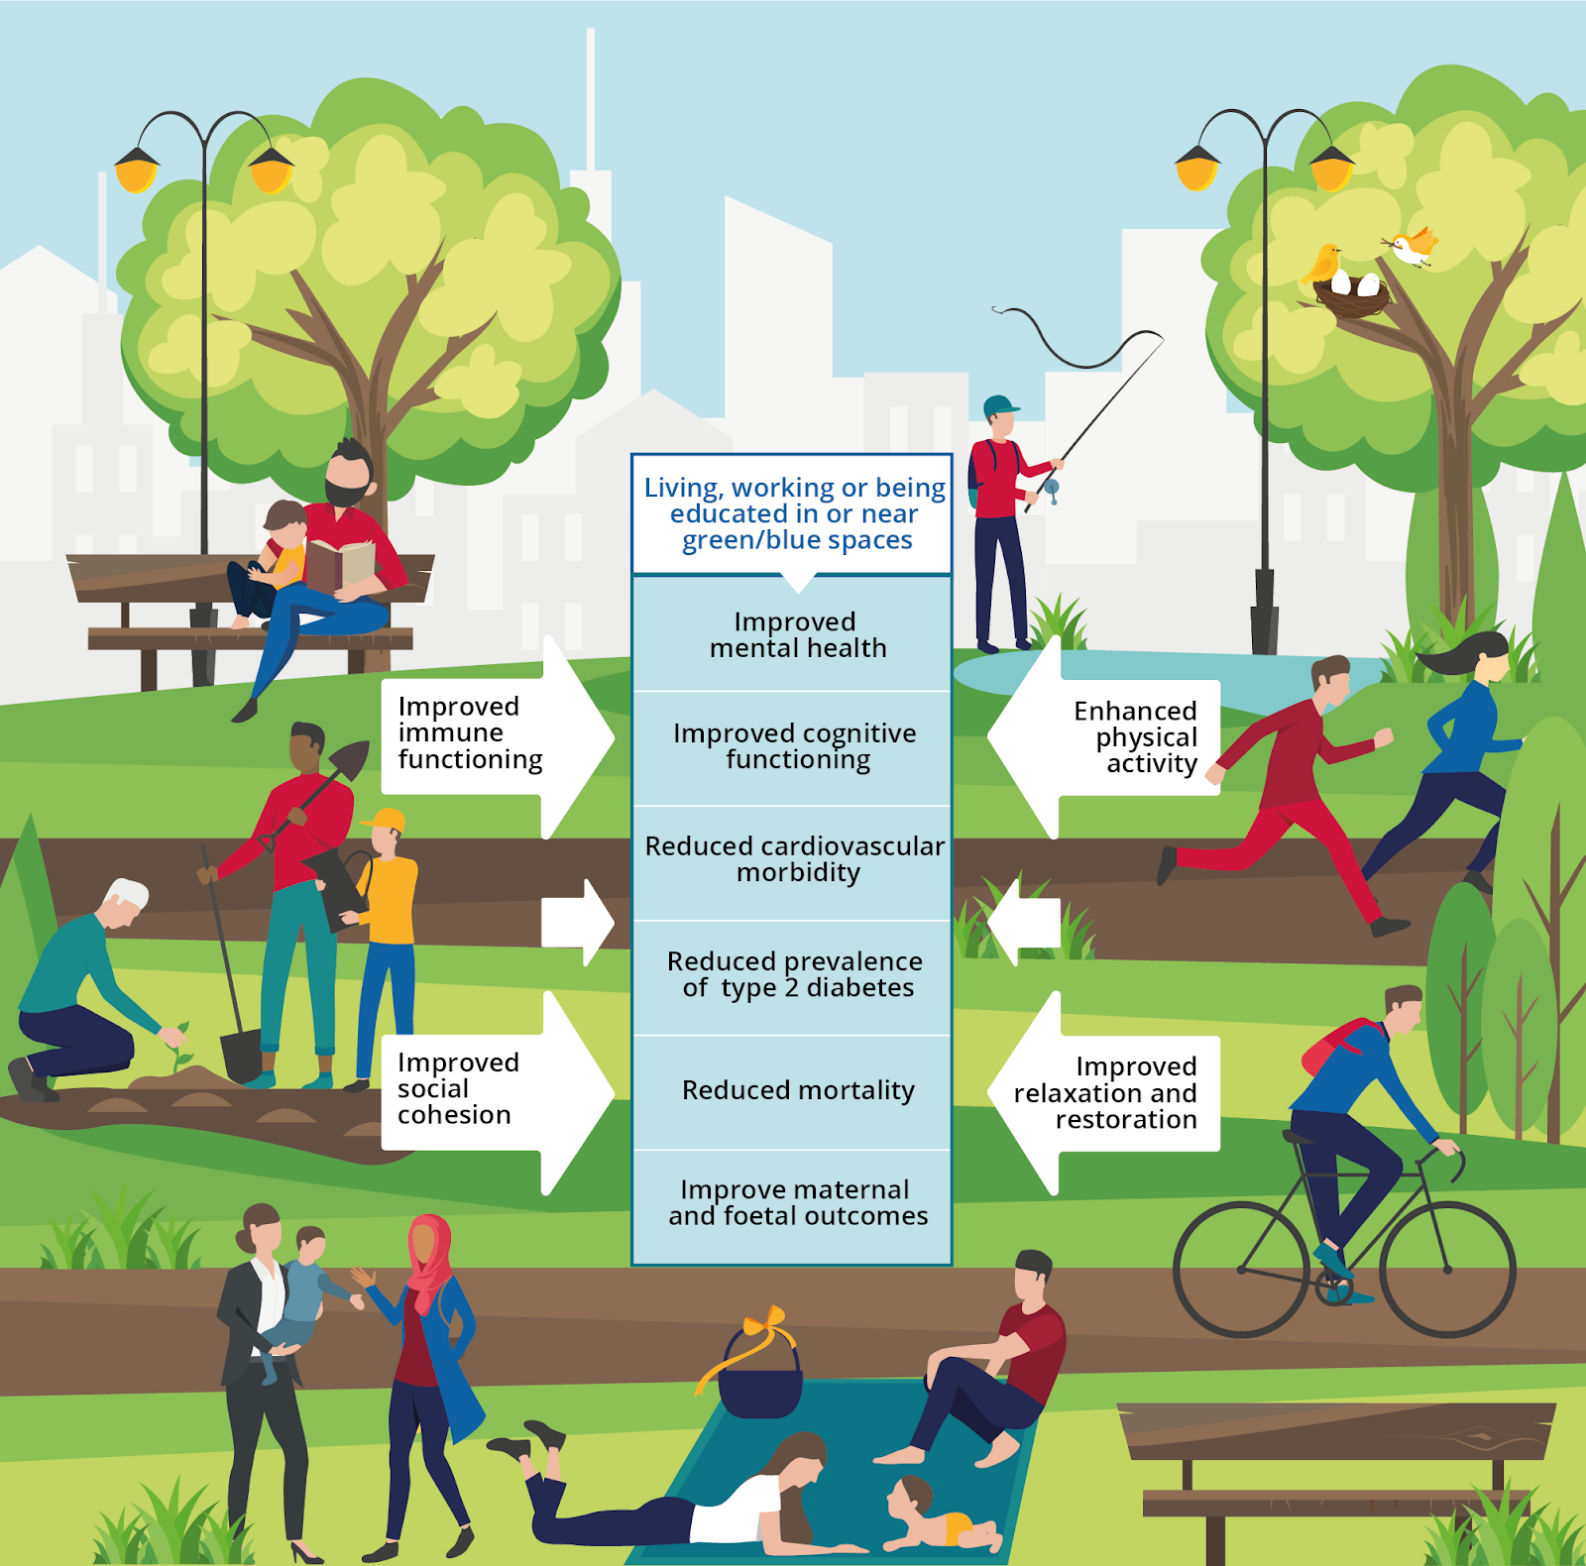 Living, working or being
educated in or near
green/blue spaces
Improved
mental health
Improved cognitive
functioning
Reduced cardiovascular
morbidity
Reduced prevalence
of type 2 diabetes
Reduced mortality
Improve maternal
and foetal outcomes
Improved
immune
functioning
Improved
social
cohesion
Enhanced
physical
activity
Improved
relaxation and
restoration